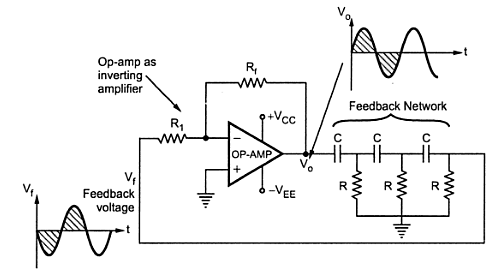 Vo
t
Op-amp as
inverting
amplifier
Rf
Feedback Network
R1
+VCC
C C C
−
OP-AMP
+
Vo
−VEE
R R R
Vf
Feedback
voltage
Vf
t